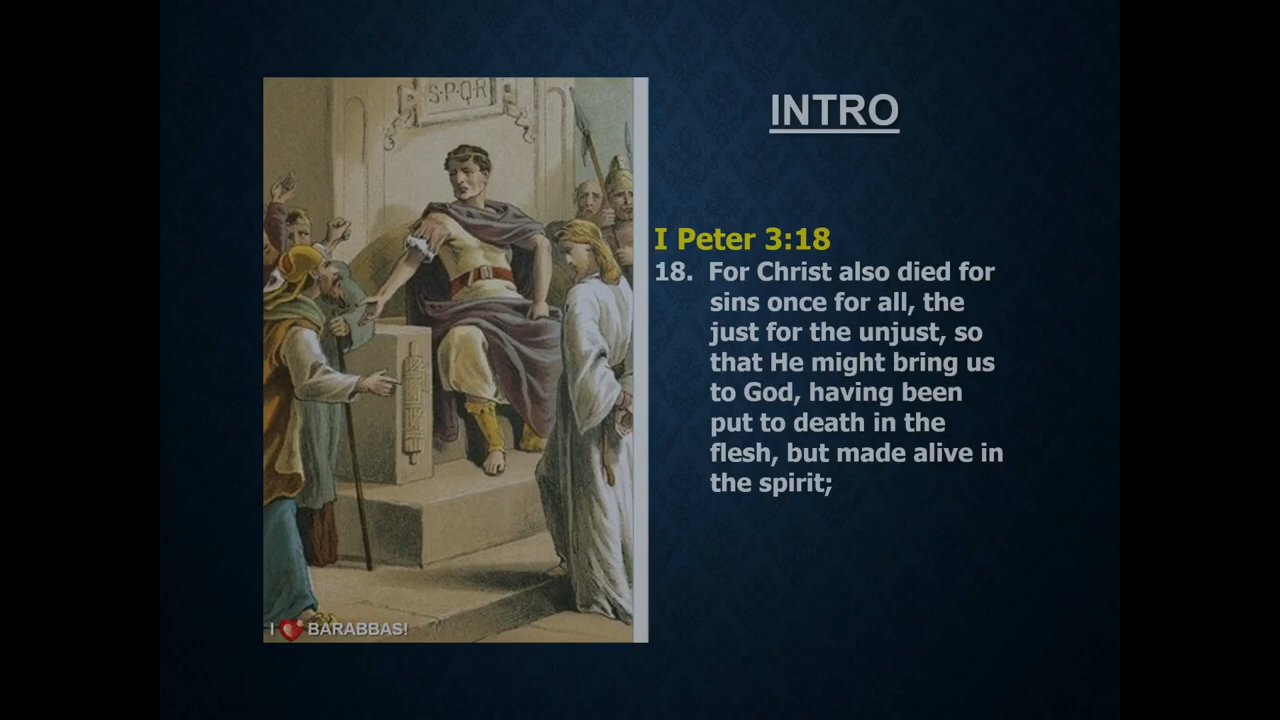 S·P·Q·R
INTRO
I Peter 3:18
18. For Christ also died for
sins once for all, the
just for the unjust, so
that He might bring us
to God, having been
put to death in the
flesh, but made alive in
the spirit;
I ❤ BARABBAS!